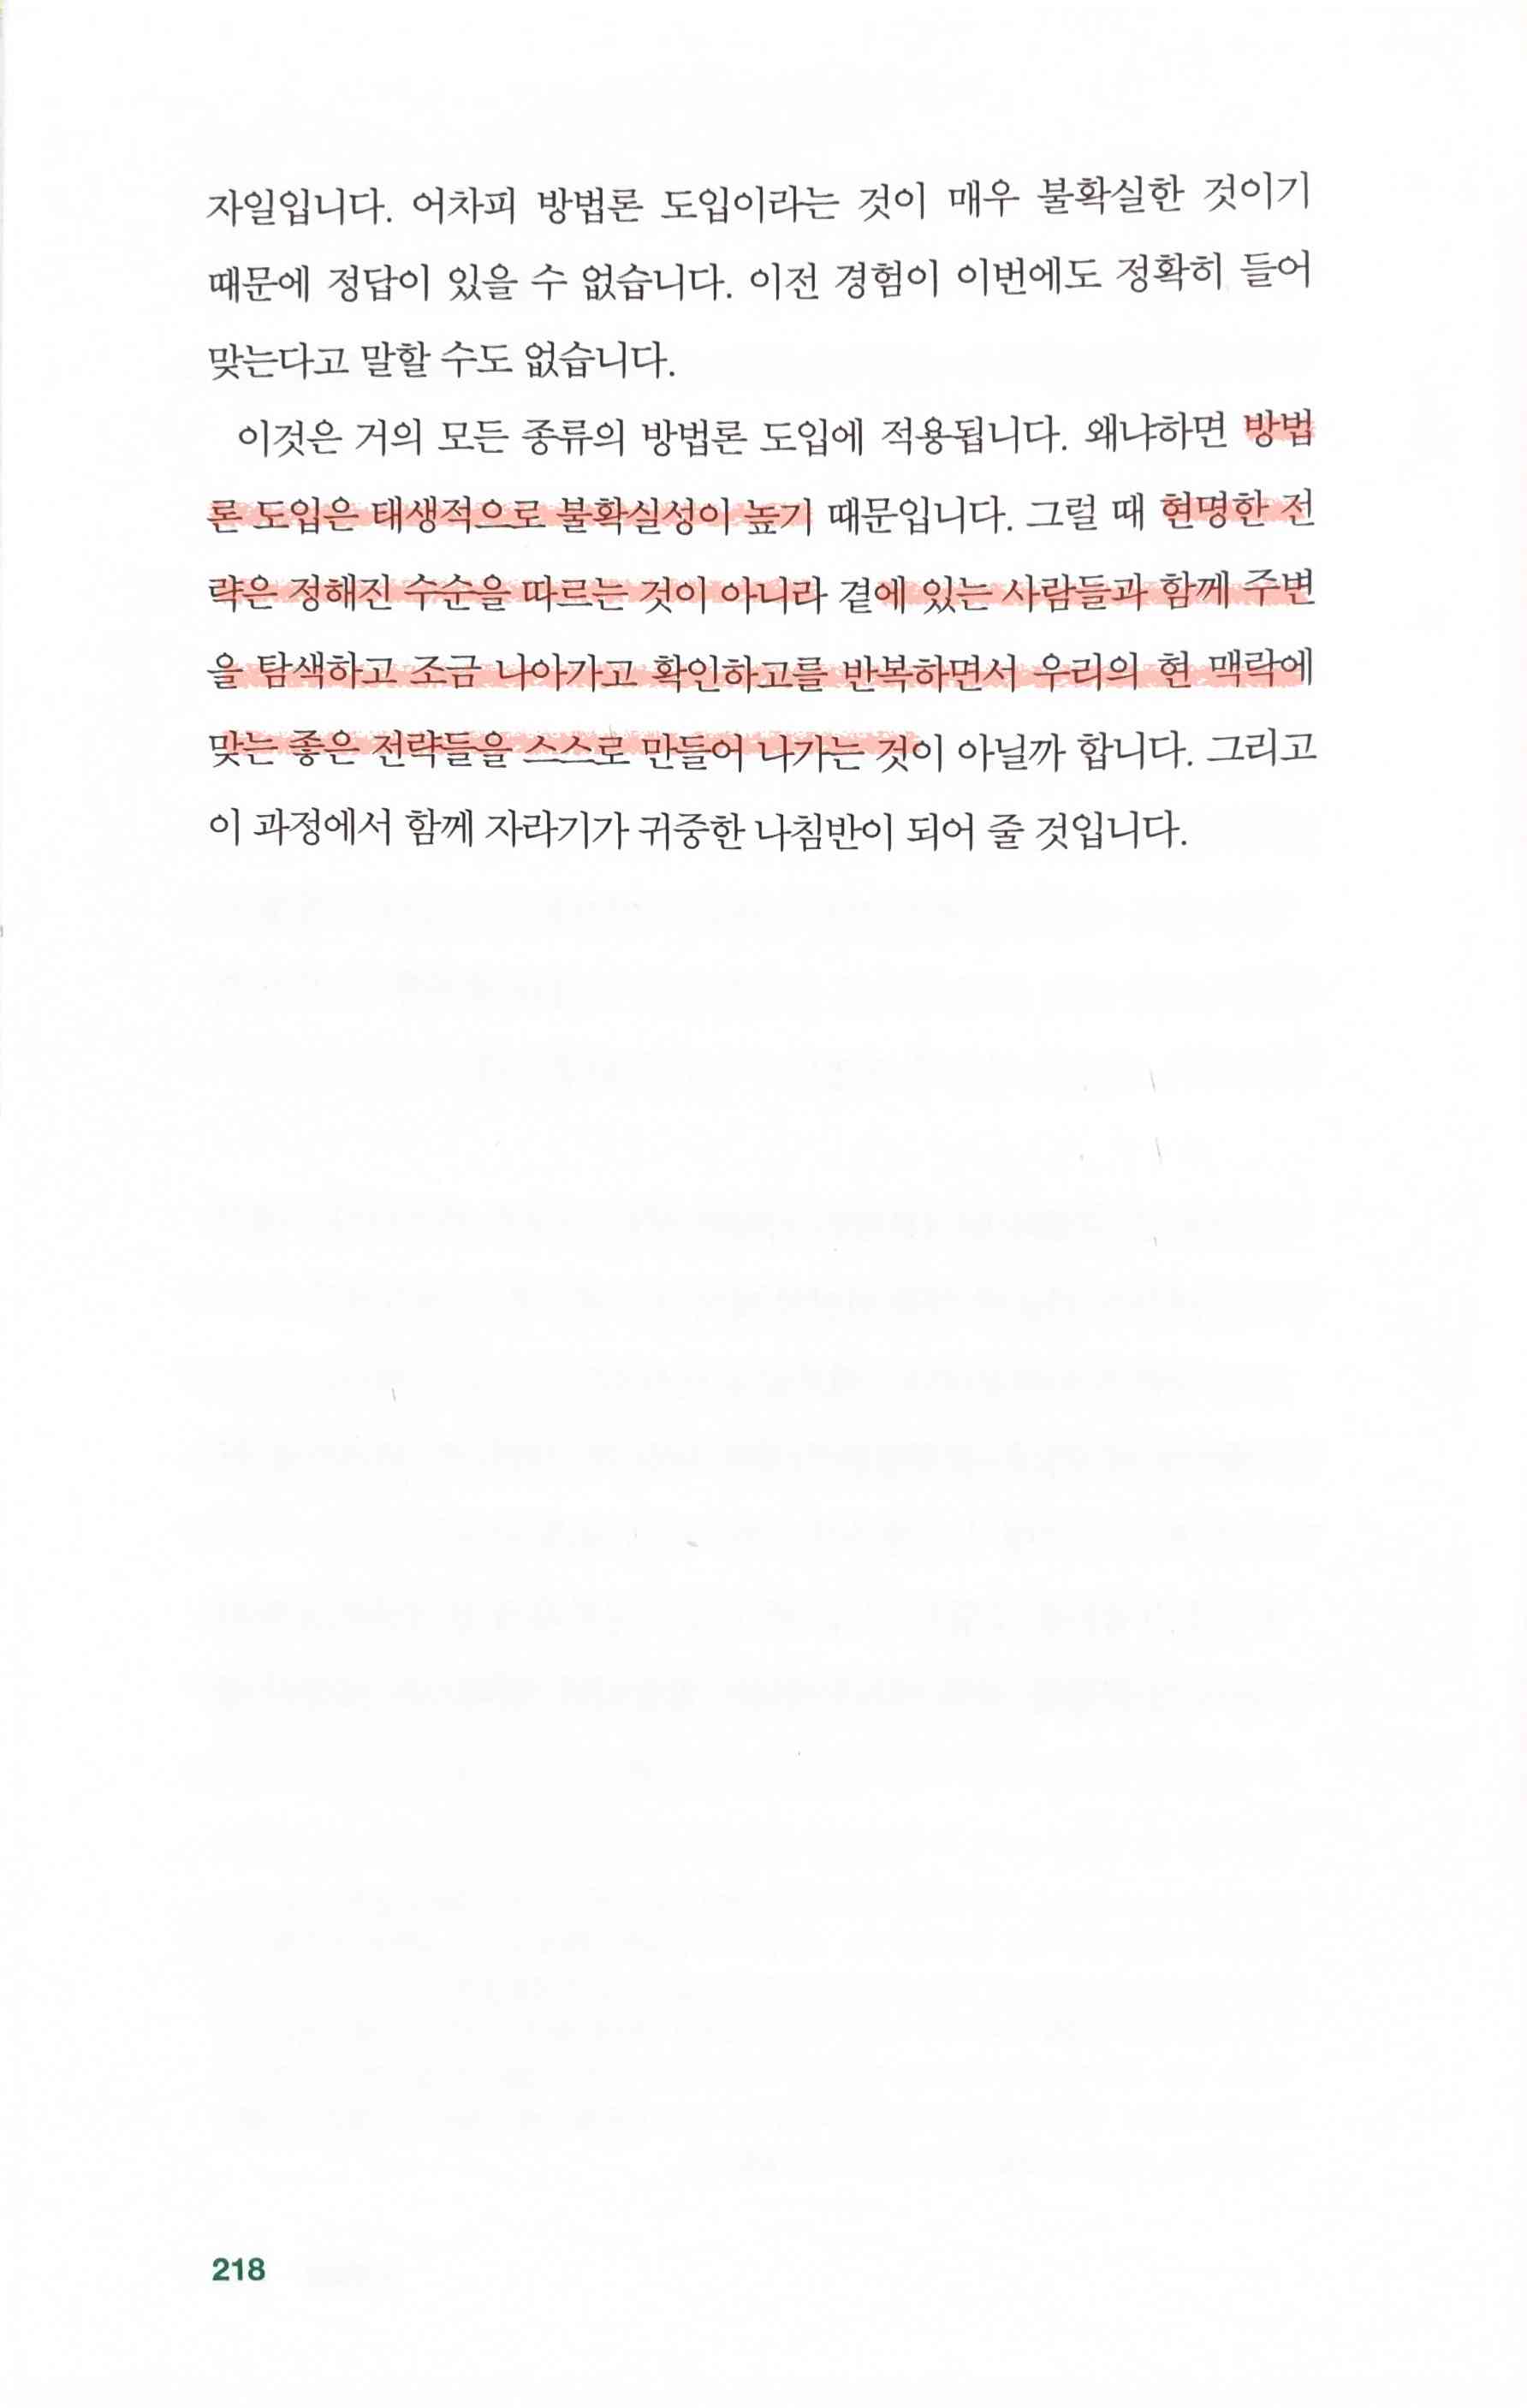 자일입니다. 어차피 방법론 도입이라는 것이 매우 불확실한 것이기
때문에 정답이 있을 수 없습니다. 이전 경험이 이번에도 정확히 들어
맞는다고 말할 수도 없습니다.
이것은 거의 모든 종류의 방법론 도입에 적용됩니다. 왜냐하면 방법
론 도입은 태생적으로 불확실성이 높기 때문입니다. 그럴 때 현명한 전
략은 정해진 수순을 따르는 것이 아니라 곁에 있는 사람들과 함께 주변
을 탐색하고 조금 나아가고 확인하고를 반복하면서 우리의 현 맥락에
맞는 좋은 전략들을 스스로 만들어 나가는 것이 아닐까 합니다. 그리고
이 과정에서 함께 자라기가 귀중한 나침반이 되어 줄 것입니다.
218